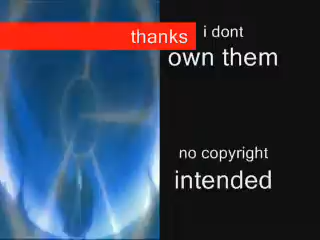 thanks
i dont
own them
no copyright
intended